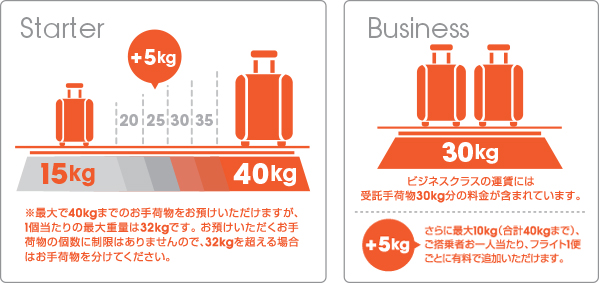 Starter
+5kg
20 25 30 35
15kg 40kg
※最大で40kgまでのお手荷物をお預けいただけますが、
1個当たりの最大重量は32kgです。お預けいただくお手
荷物の個数に制限はありませんので、32kgを超える場合
はお手荷物を分けてください。
Business
30kg
ビジネスクラスの運賃には
受託手荷物30kg分の料金が含まれています。
+5kg
さらに最大10kg(合計40kgまで)、
ご搭乗者お一人当たり、フライト1便
ごとに有料で追加いただけます。